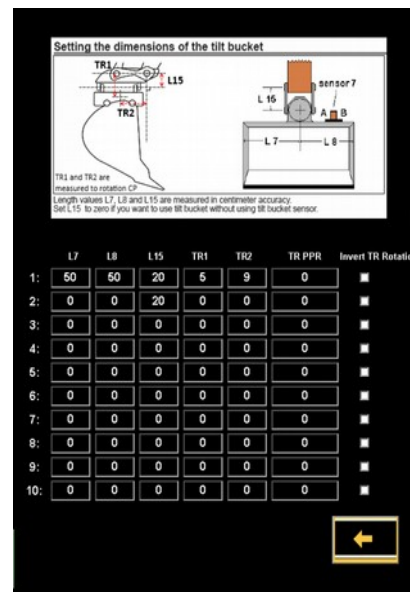 Setting the dimensions of the tilt bucket
TR1
L15
TR2
TR1 and TR2 are
measured to rotation CP
sensor7
L 16
A B
L 7
L 8
Length values L7, L8 and L15 are measured in centimeter accuracy.
Set L15 to zero if you want to use tilt bucket without using tilt bucket sensor.
L7 L8 L15 TR1 TR2 TR PPR Invert TR Rotatio
1: 50 50 20 5 9 0
2: 0 0 20 0 0 0
3: 0 0 0 0 0 0
4: 0 0 0 0 0 0
5: 0 0 0 0 0 0
6: 0 0 0 0 0 0
7: 0 0 0 0 0 0
8: 0 0 0 0 0 0
9: 0 0 0 0 0 0
10: 0 0 0 0 0 0